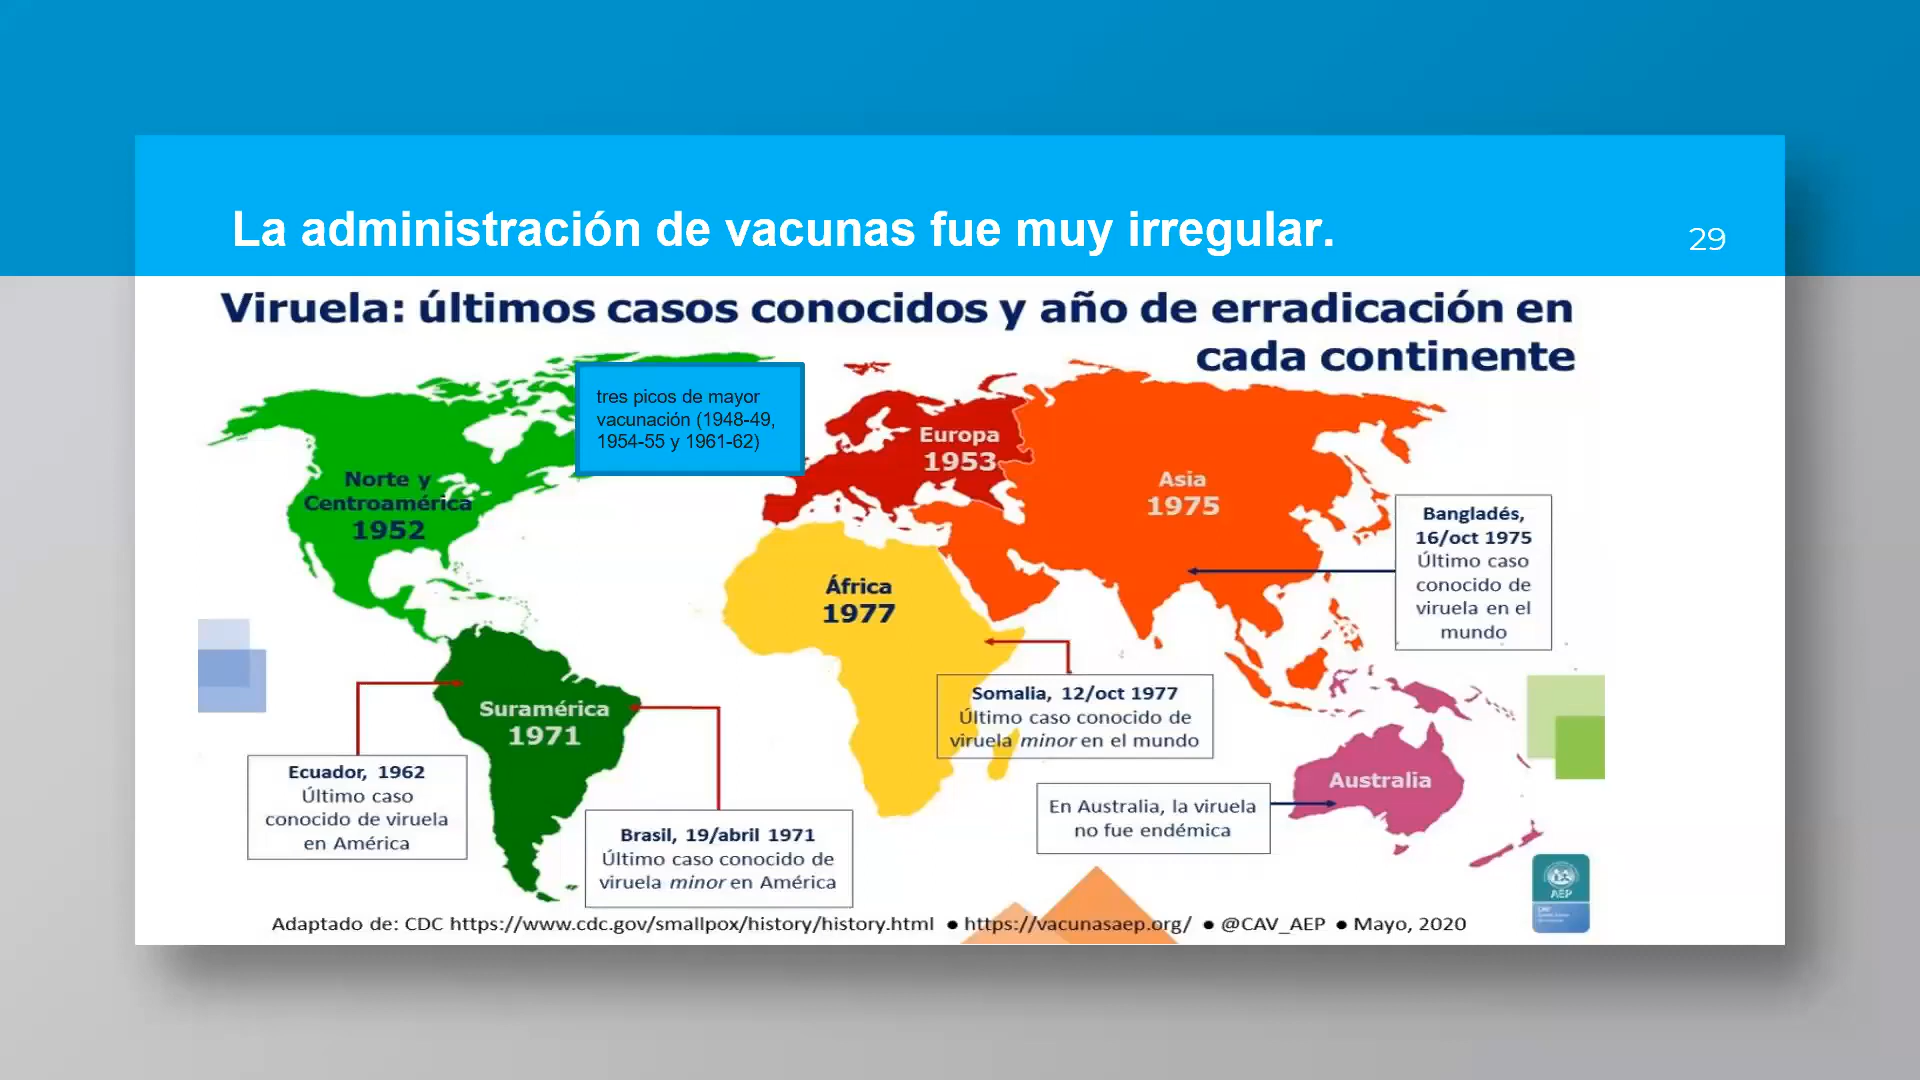 La administración de vacunas fue muy irregular.
29
Viruela: últimos casos conocidos y año de erradicación en
cada continente
tres picos de mayor
vacunación (1948-49,
1954-55 y 1961-62)
Norte y
Centroamérica
1952
Europa
1953
Asia
1975
Bangladés,
16/oct 1975
Último caso
conocido de
viruela en el
mundo
África
1977
Suramérica
1971
Somalia, 12/oct 1977
Último caso conocido de
viruela minor en el mundo
Ecuador, 1962
Último caso
conocido de viruela
en América
Brasil, 19/abril 1971
Último caso conocido de
viruela minor en América
Australia
En Australia, la viruela
no fue endémica
AEP
Adaptado de: CDC https://www.cdc.gov/smallpox/history/history.html ● https://vacunasaep.org/ ● @CAV_AEP ● Mayo, 2020